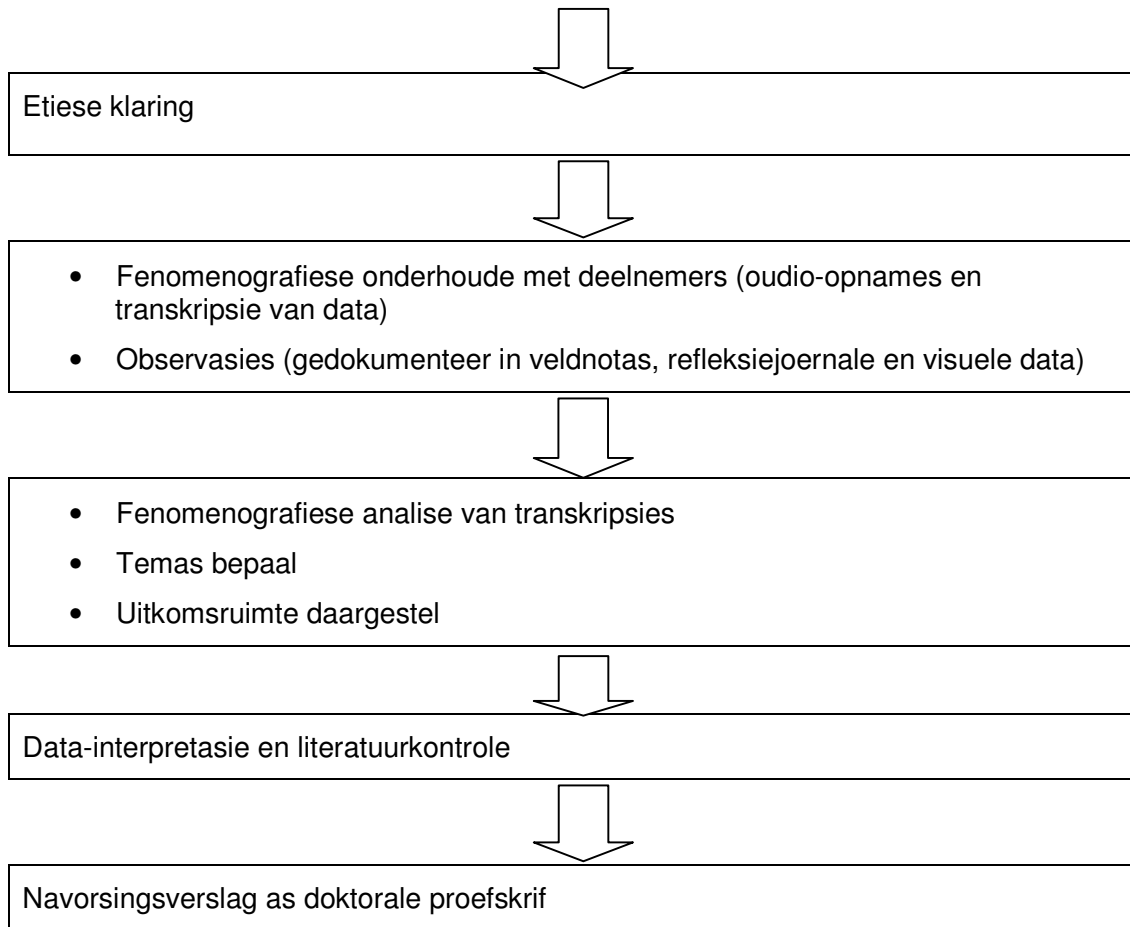 Etiese klaring
• Fenomenografiese onderhoude met deelnemers (oudio-opnames en
transkripsie van data)
• Observasies (gedokumenteer in veldnotas, refleksiejoernale en visuele data)
• Fenomenografiese analise van transkripsies
• Temas bepaal
• Uitkomsruimte daargestel
Data-interpretasie en literatuurkontrole
Navorsingsverslag as doktorale proefskrif